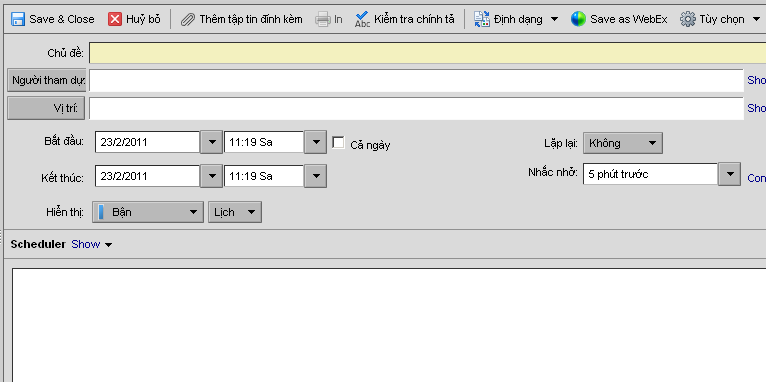 Save & Close Huỷ bỏ Thêm tập tin đính kèm In Kiểm tra chính tả Định dạng Save as WebEx Tùy chọn
Chủ đề:
Người tham dự: Sho
Vị trí: Sho
Bắt đầu: 23/2/2011 11:19 Sa Cả ngày Lặp lại: Không
Kết thúc: 23/2/2011 11:19 Sa Nhắc nhở: 5 phút trước Con
Hiển thị: Bận Lịch
Scheduler Show